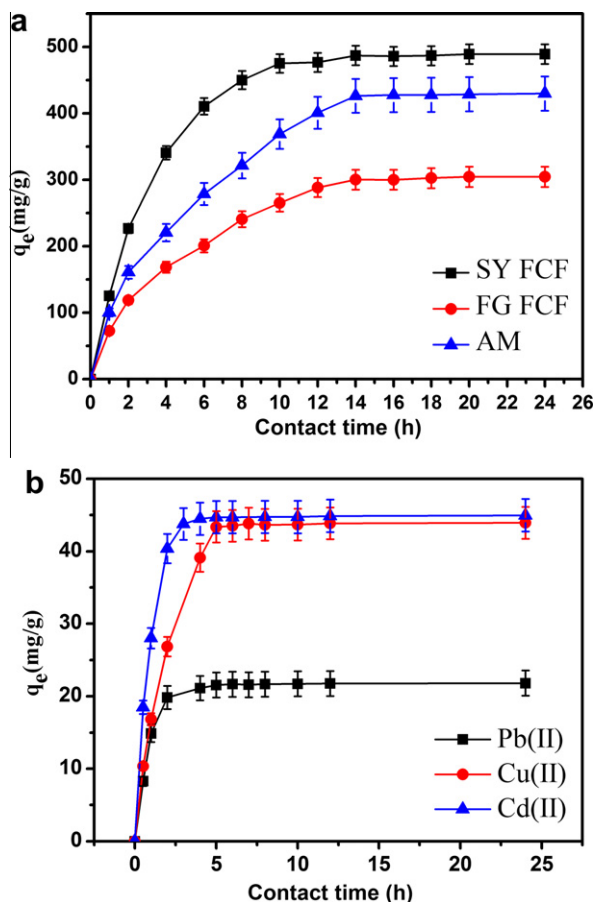 a
500
400
300
200
100
0
qe(mg/g)
SY FCF
FG FCF
AM
0 2 4 6 8 10 12 14 16 18 20 22 24 26
Contact time (h)
b
50
40
30
20
10
0
qe(mg/g)
Pb(II)
Cu(II)
Cd(II)
0 5 10 15 20 25
Contact time (h)